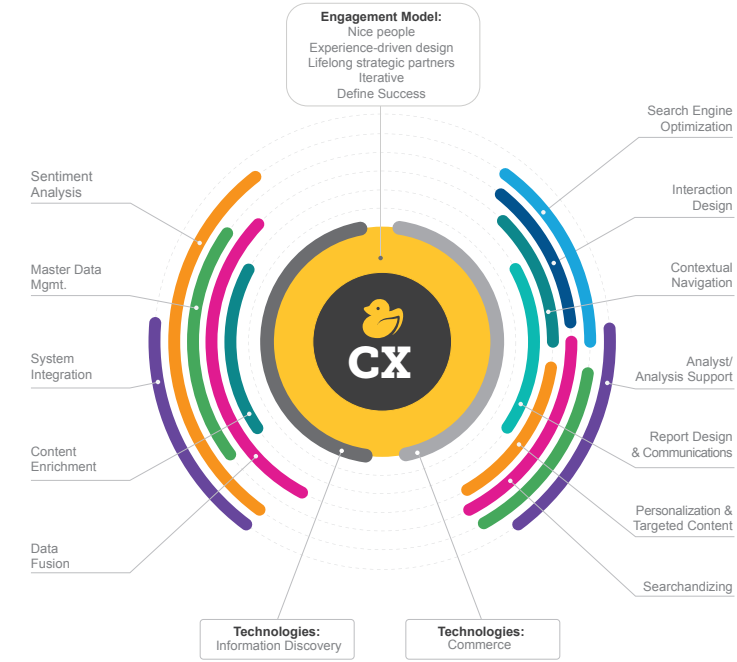 Engagement Model:
Nice people
Experience-driven design
Lifelong strategic partners
Iterative
Define Success
Sentiment
Analysis
Master Data
Mgmt.
System
Integration
Content
Enrichment
Data
Fusion
CX
Search Engine
Optimization
Interaction
Design
Contextual
Navigation
Analyst/
Analysis Support
Report Design
& Communications
Personalization &
Targeted Content
Searchandizing
Technologies:
Information Discovery
Technologies:
Commerce